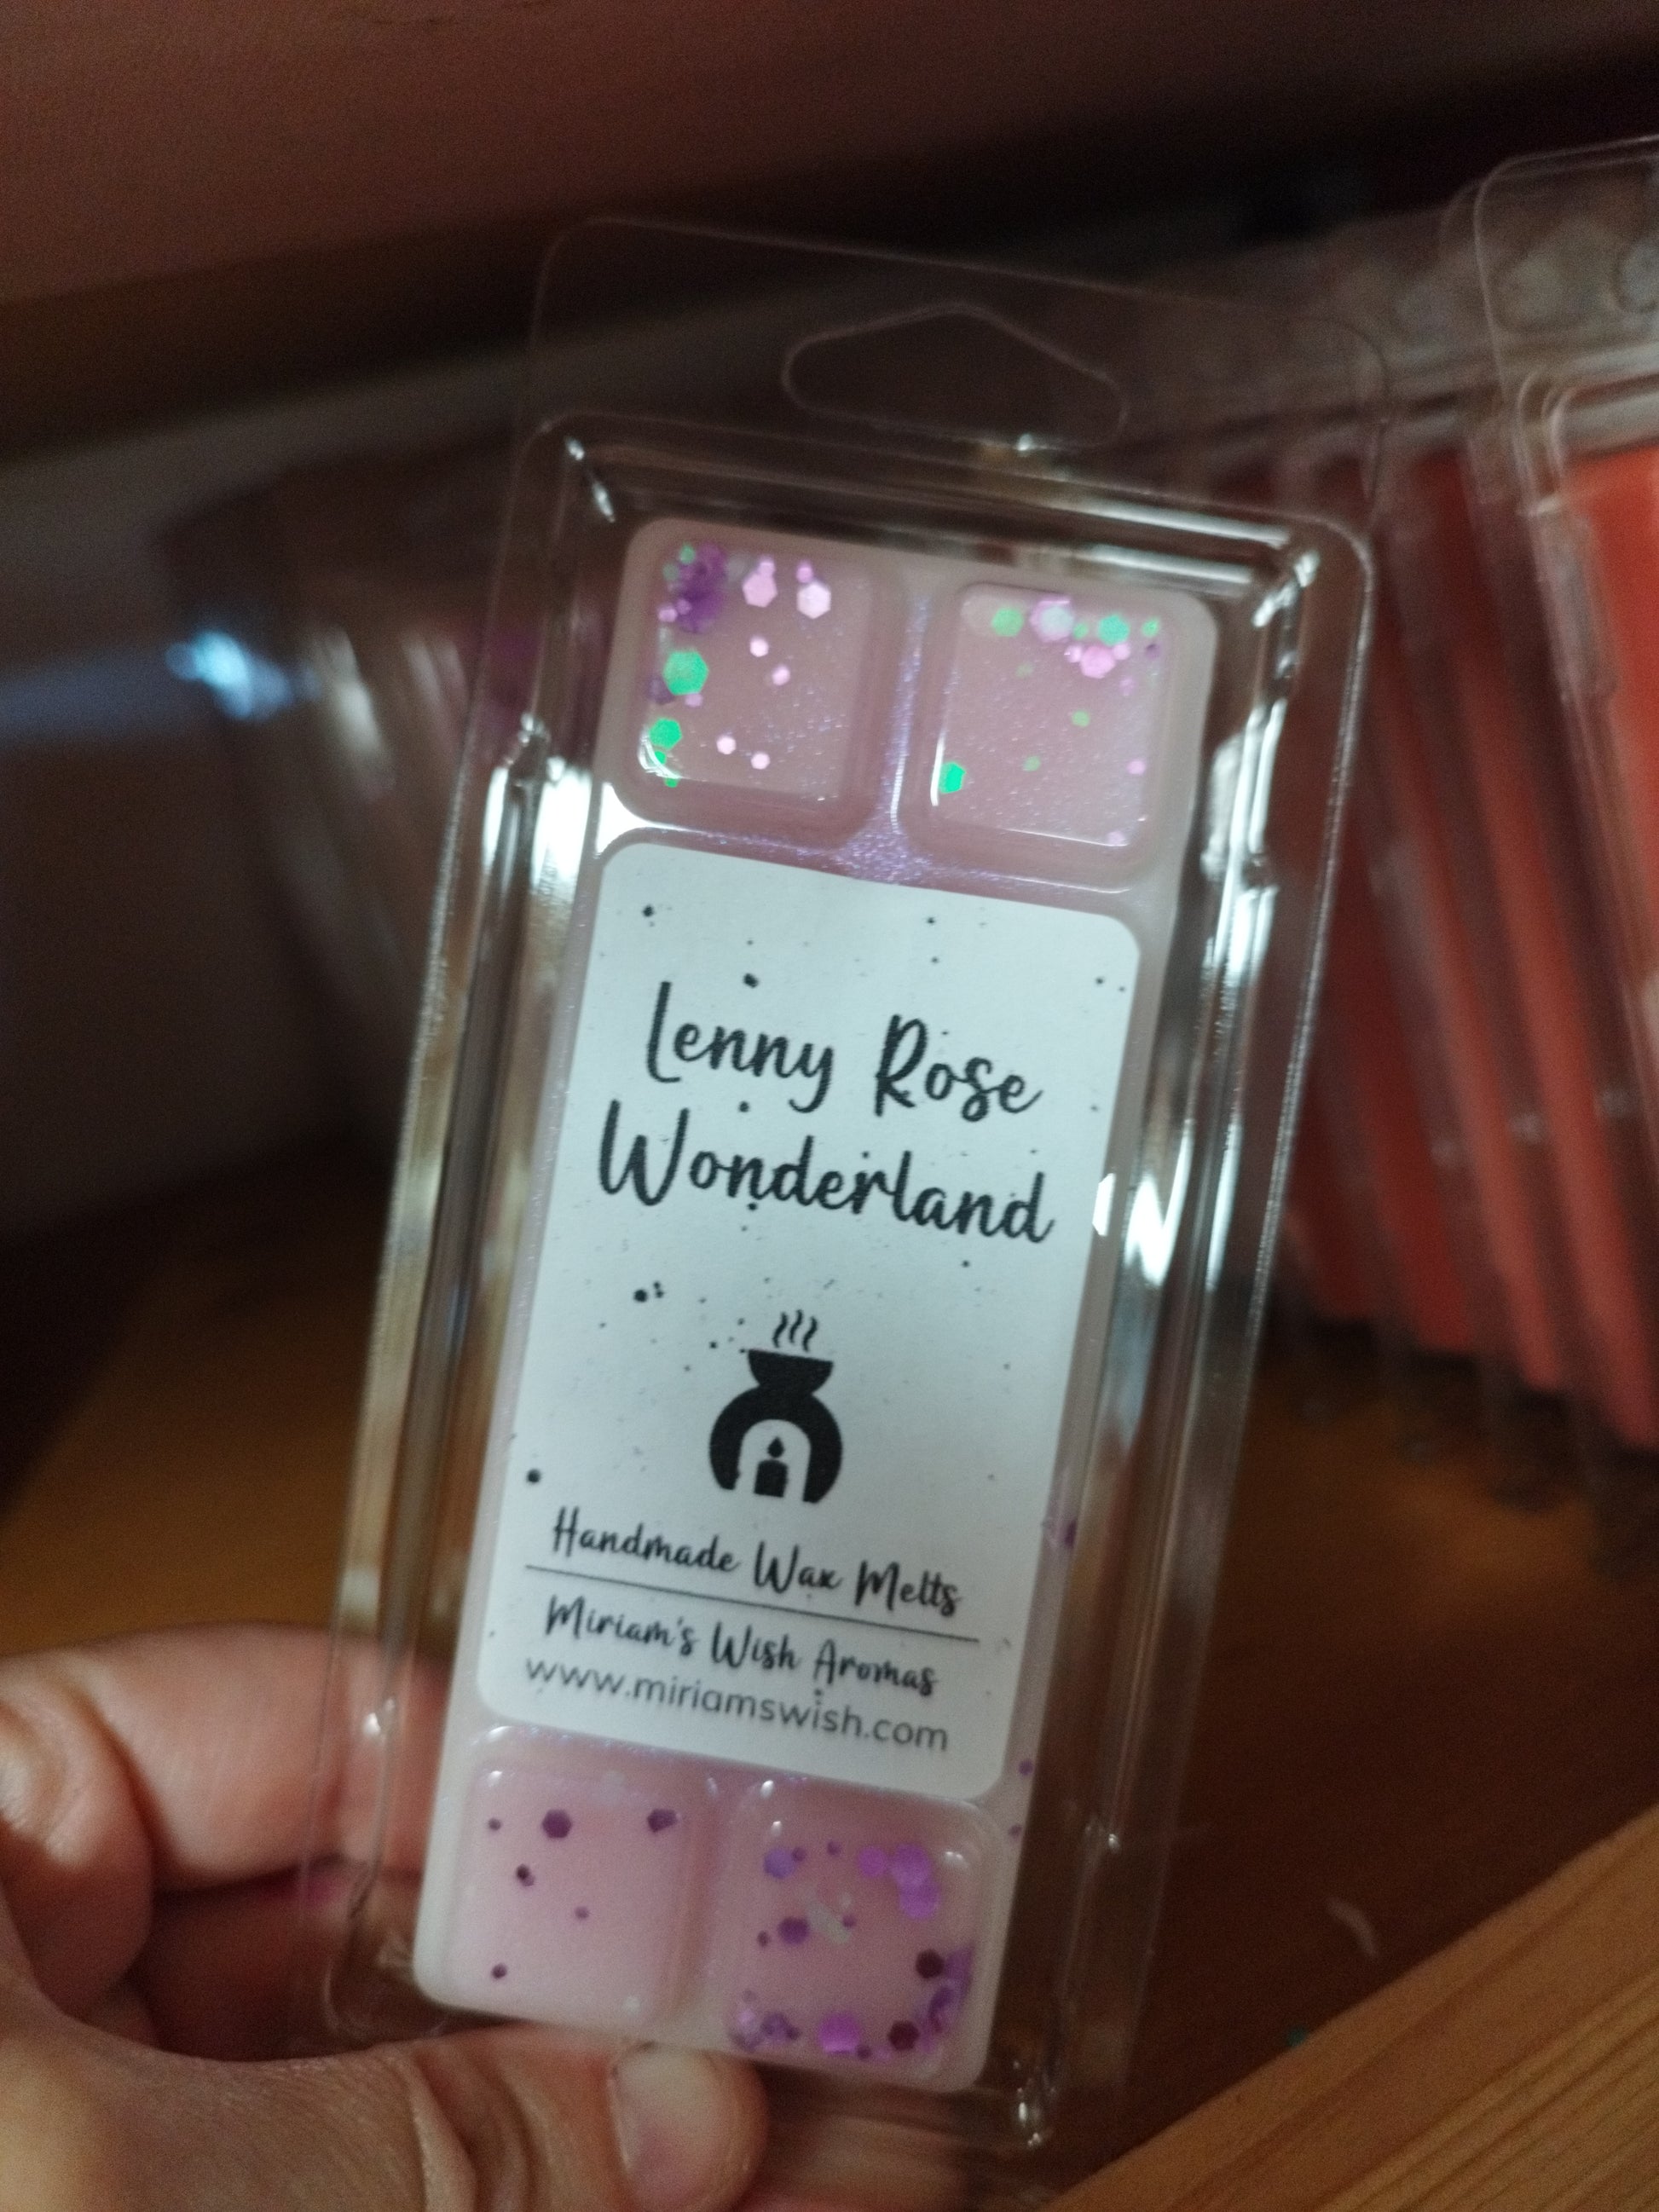 Lenny Rose
Wonderland
Handmade Wax Melts
Miriam's Wish Aromas
www.miriamswish.com